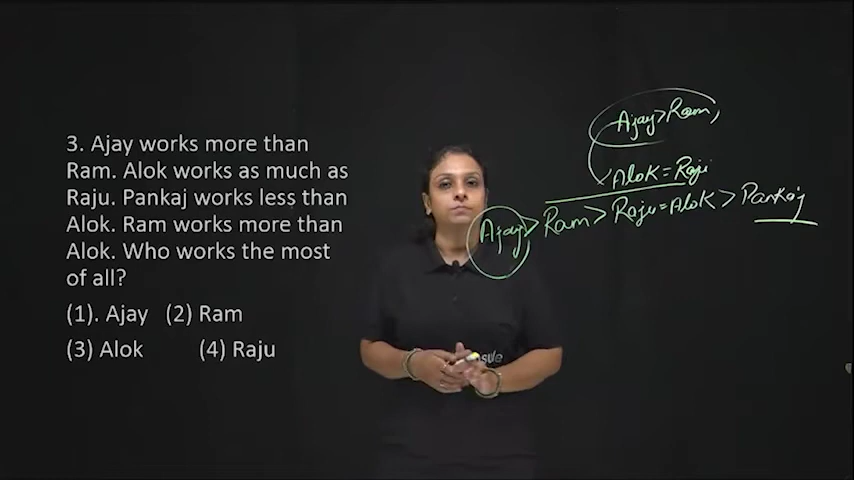 3. Ajay works more than
Ram. Alok works as much as
Raju. Pankaj works less than
Alok. Ram works more than
Alok. Who works the most
of all?
(1). Ajay (2) Ram
(3) Alok (4) Raju
Ajay>Ram,
Alok=Raju
Ajay>Ram>Raju=Alok>Pankaj